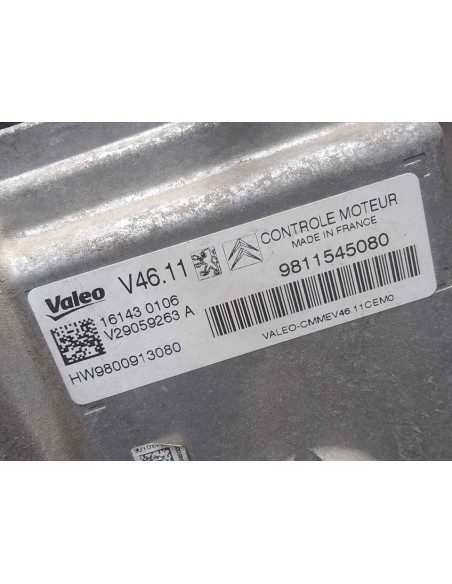 Valeo V46.11
CONTROLE MOTEUR
MADE IN FRANCE
9811545080
16143 0106
V29059263 A
HW9800913080
VALEO-CMMEV46.11CEM0